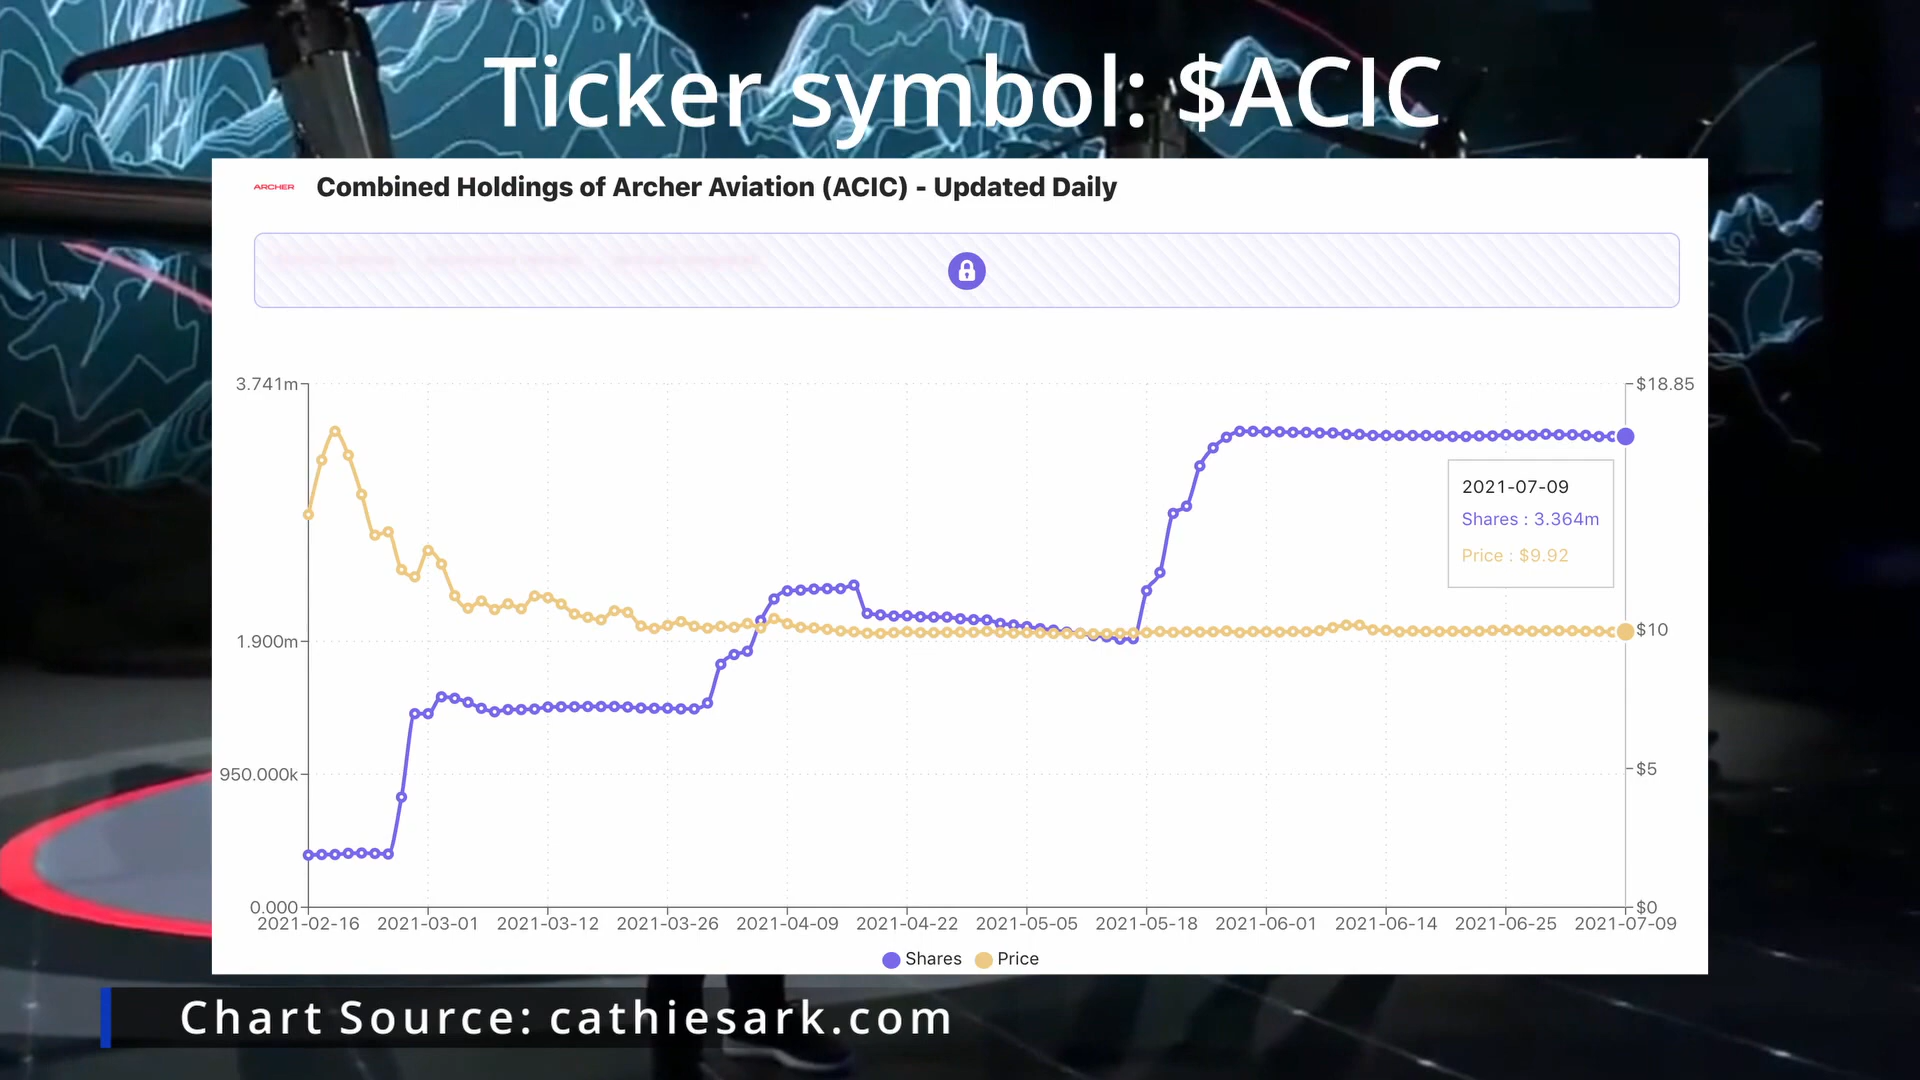 Ticker symbol: $ACIC
ARCHER Combined Holdings of Archer Aviation (ACIC) - Updated Daily
3.741m
$18.85
2021-07-09
Shares : 3.364m
Price : $9.92
1.900m
$10
950.000k
$5
0.000
$0
2021-02-16 2021-03-01 2021-03-12 2021-03-26 2021-04-09 2021-04-22 2021-05-05 2021-05-18 2021-06-01 2021-06-14 2021-06-25 2021-07-09
Shares Price
Chart Source: cathiesark.com